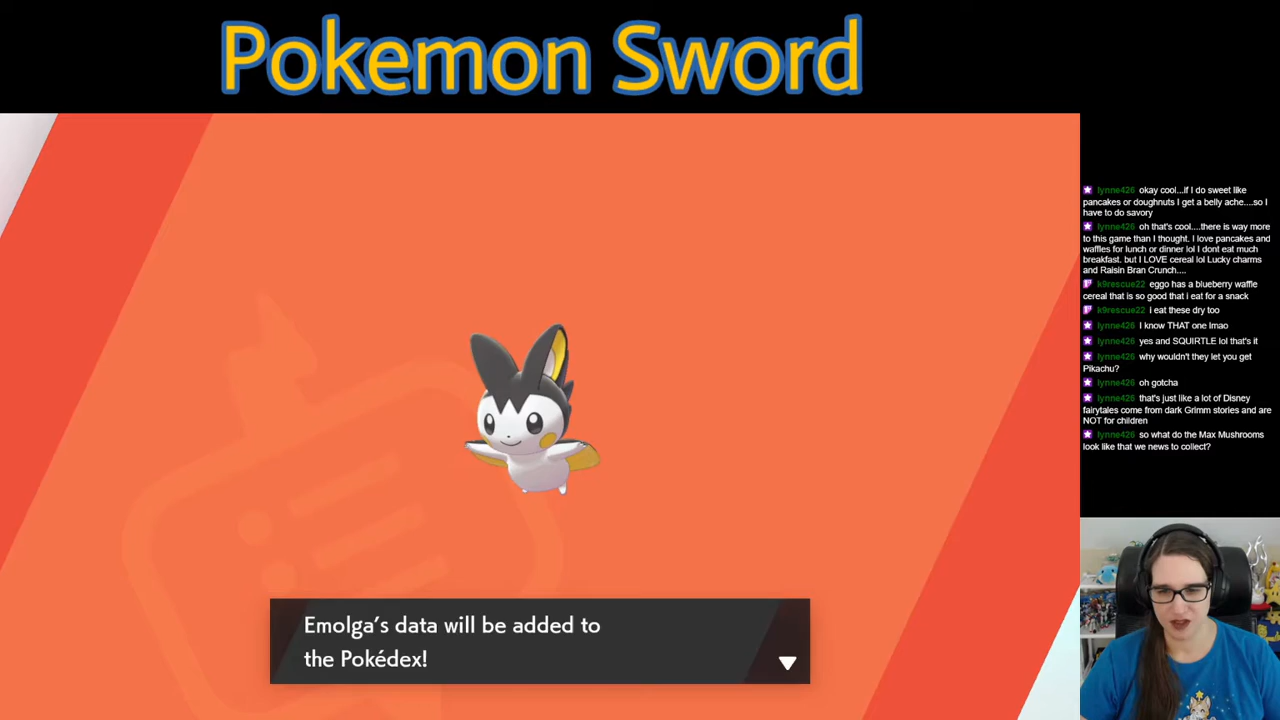 Pokemon Sword
lynne426 okay cool...if I do sweet like
pancakes or doughnuts I get a belly ache....so I
have to do savory
lynne426 oh that's cool....there is way more
to this game than I thought. I love pancakes and
waffles for lunch or dinner lol I dont eat much
breakfast. but I LOVE cereal lol Lucky charms
and Raisin Bran Crunch....
k9rescue22 eggo has a blueberry waffle
cereal that is so good that i eat for a snack
k9rescue22 i eat these dry too
lynne426 I know THAT one lmao
lynne426 yes and SQUIRTLE lol that's it
lynne426 why wouldn't they let you get
Pikachu?
lynne426 oh gotcha
lynne426 that's just like a lot of Disney
fairytales come from dark Grimm stories and are
NOT for children
lynne426 so what do the Max Mushrooms
look like that we news to collect?
Emolga's data will be added to
the Pokédex!